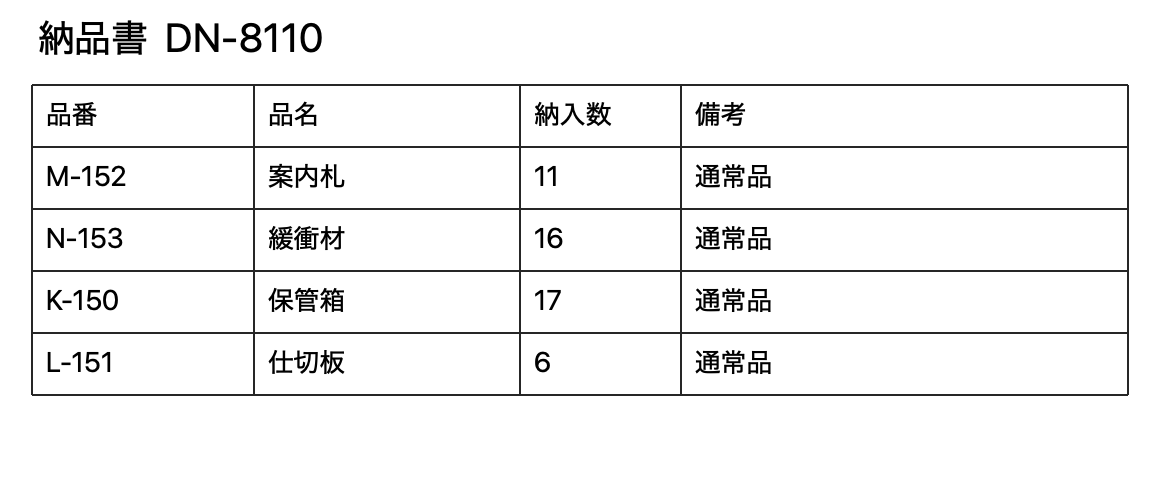 納品書 DN-8110
品番 品名 納入数 備考
M-152 案内札 11 通常品
N-153 緩衝材 16 通常品
K-150 保管箱 17 通常品
L-151 仕切板 6 通常品